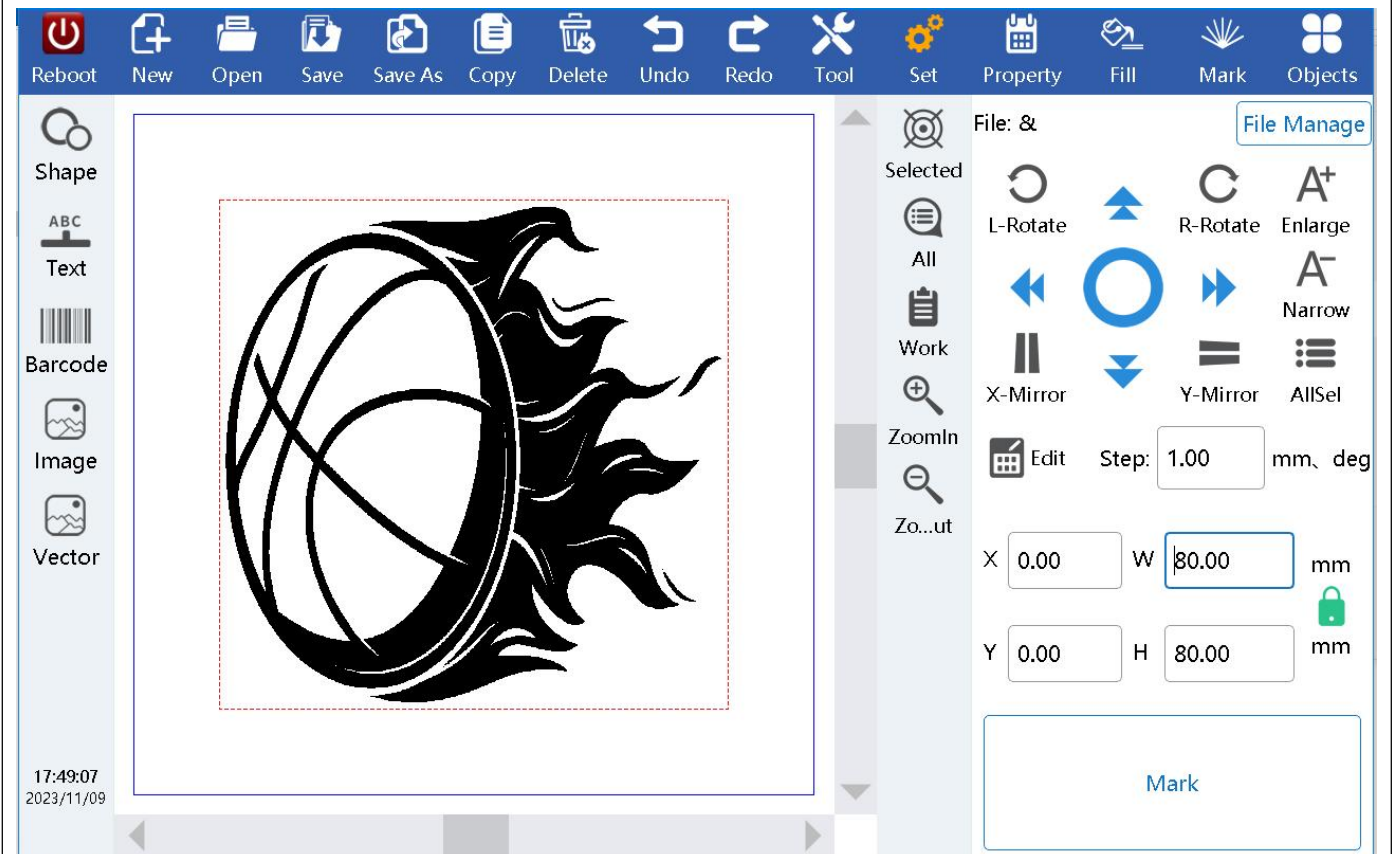 Reboot New Open Save Save As Copy Delete Undo Redo Tool Set Property Fill Mark Objects
Shape
ABC
Text
Barcode
Image
Vector
17:49:07
2023/11/09
Selected
All
Work
ZoomIn
Zo...ut
File: & File Manage
L-Rotate R-Rotate A+ Enlarge
A- Narrow
X-Mirror Y-Mirror AllSel
Edit Step: 1.00 mm、deg
X 0.00 W 80.00 mm
Y 0.00 H 80.00 mm
Mark